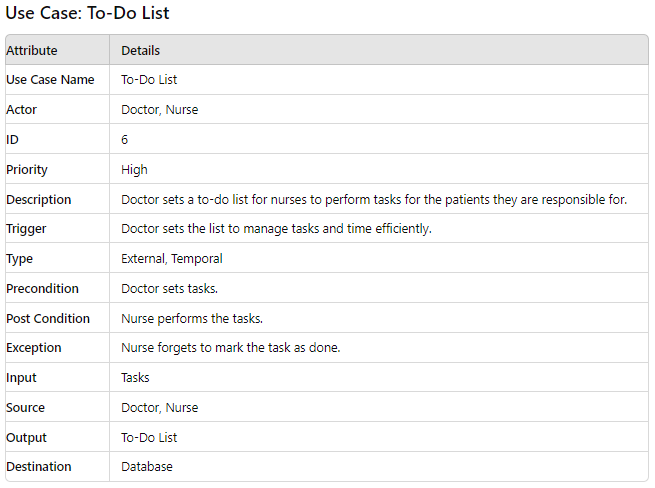 Use Case: To-Do List
Attribute Details
Use Case Name To-Do List
Actor Doctor, Nurse
ID 6
Priority High
Description Doctor sets a to-do list for nurses to perform tasks for the patients they are responsible for.
Trigger Doctor sets the list to manage tasks and time efficiently.
Type External, Temporal
Precondition Doctor sets tasks.
Post Condition Nurse performs the tasks.
Exception Nurse forgets to mark the task as done.
Input Tasks
Source Doctor, Nurse
Output To-Do List
Destination Database